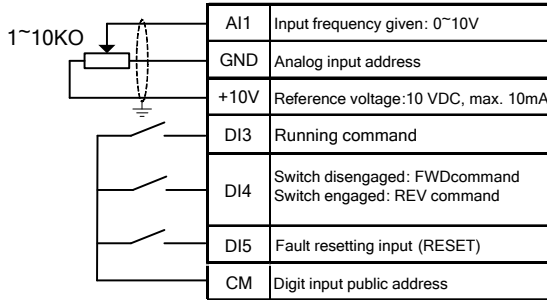 1~10KO
AI1 Input frequency given: 0~10V
GND Analog input address
+10V Reference voltage:10 VDC, max. 10mA
DI3 Running command
DI4 Switch disengaged: FWDcommand
Switch engaged: REV command
DI5 Fault resetting input (RESET)
CM Digit input public address